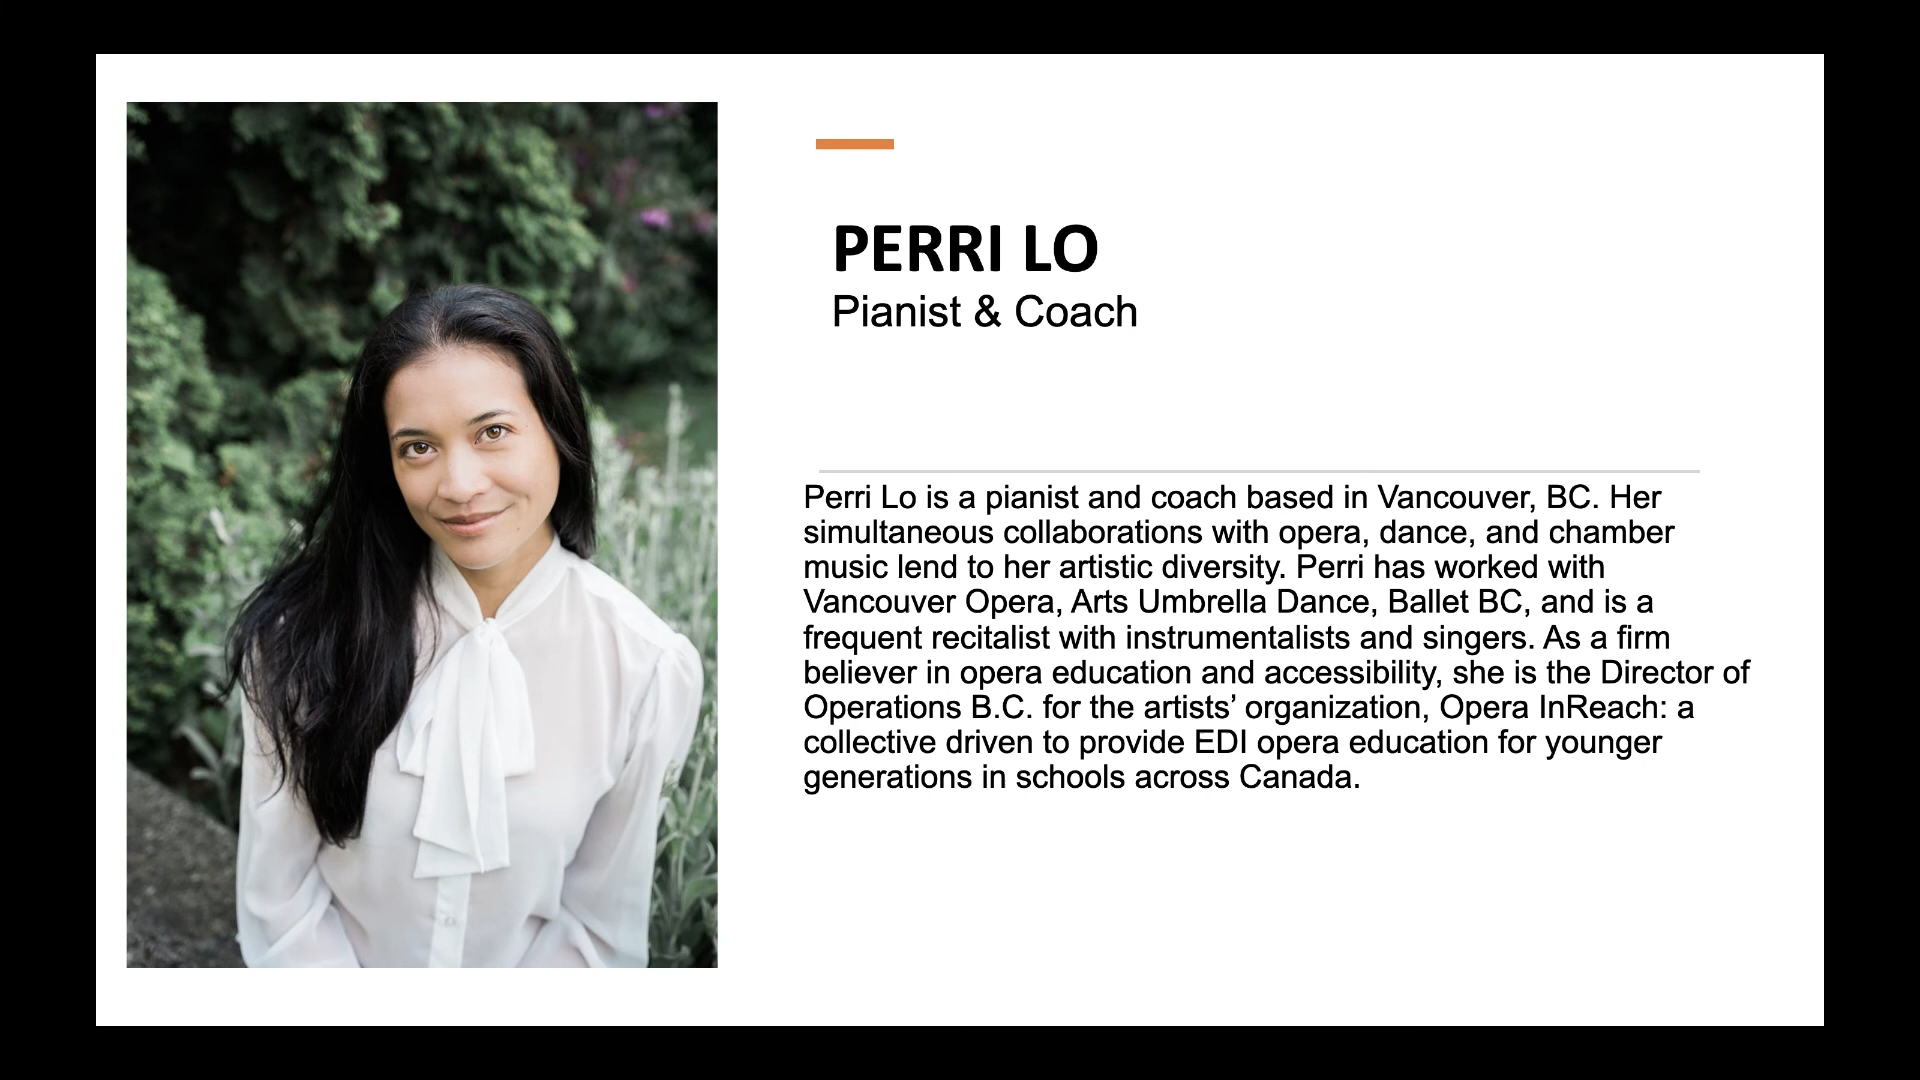 PERRI LO
Pianist & Coach
Perri Lo is a pianist and coach based in Vancouver, BC. Her
simultaneous collaborations with opera, dance, and chamber
music lend to her artistic diversity. Perri has worked with
Vancouver Opera, Arts Umbrella Dance, Ballet BC, and is a
frequent recitalist with instrumentalists and singers. As a firm
believer in opera education and accessibility, she is the Director of
Operations B.C. for the artists’ organization, Opera InReach: a
collective driven to provide EDI opera education for younger
generations in schools across Canada.